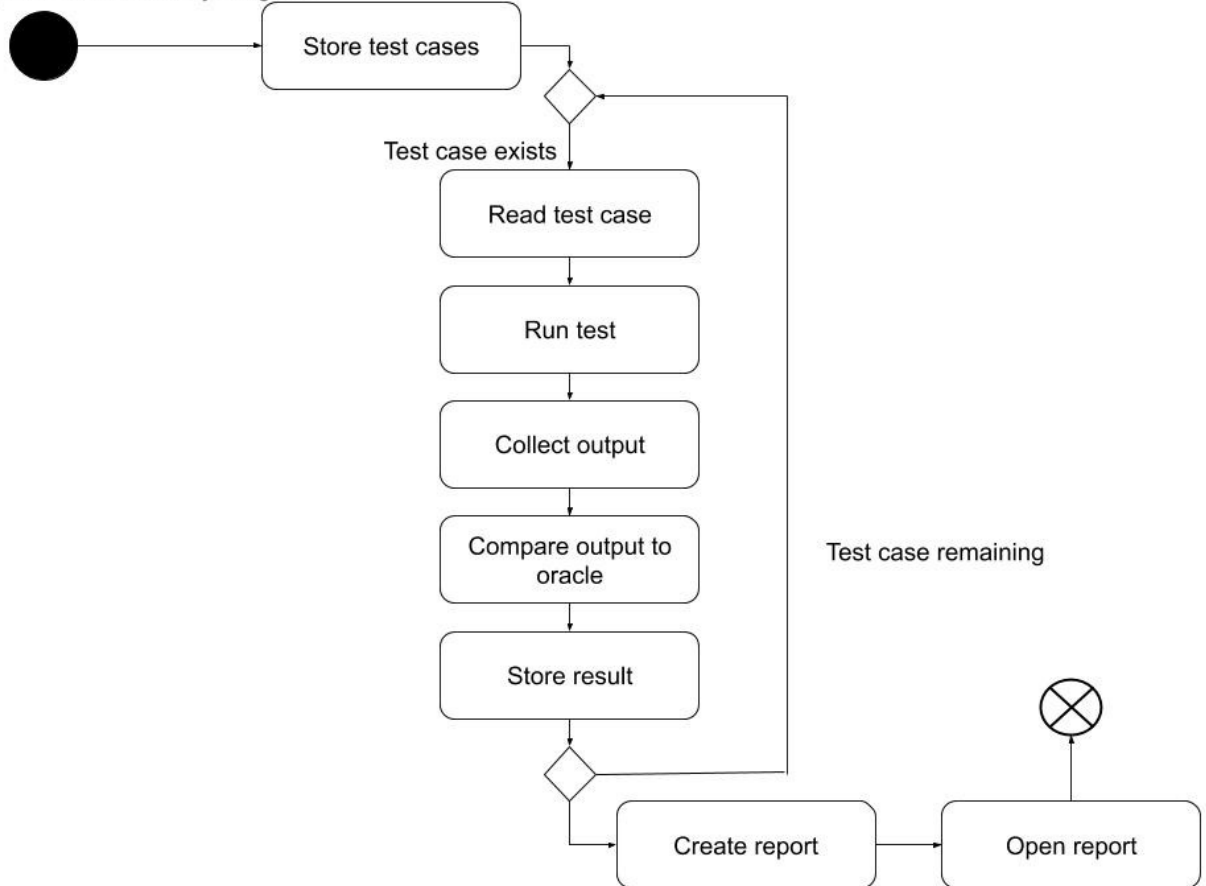 Store test cases
Test case exists
Read test case
Run test
Collect output
Compare output to
oracle
Test case remaining
Store result
Create report
Open report